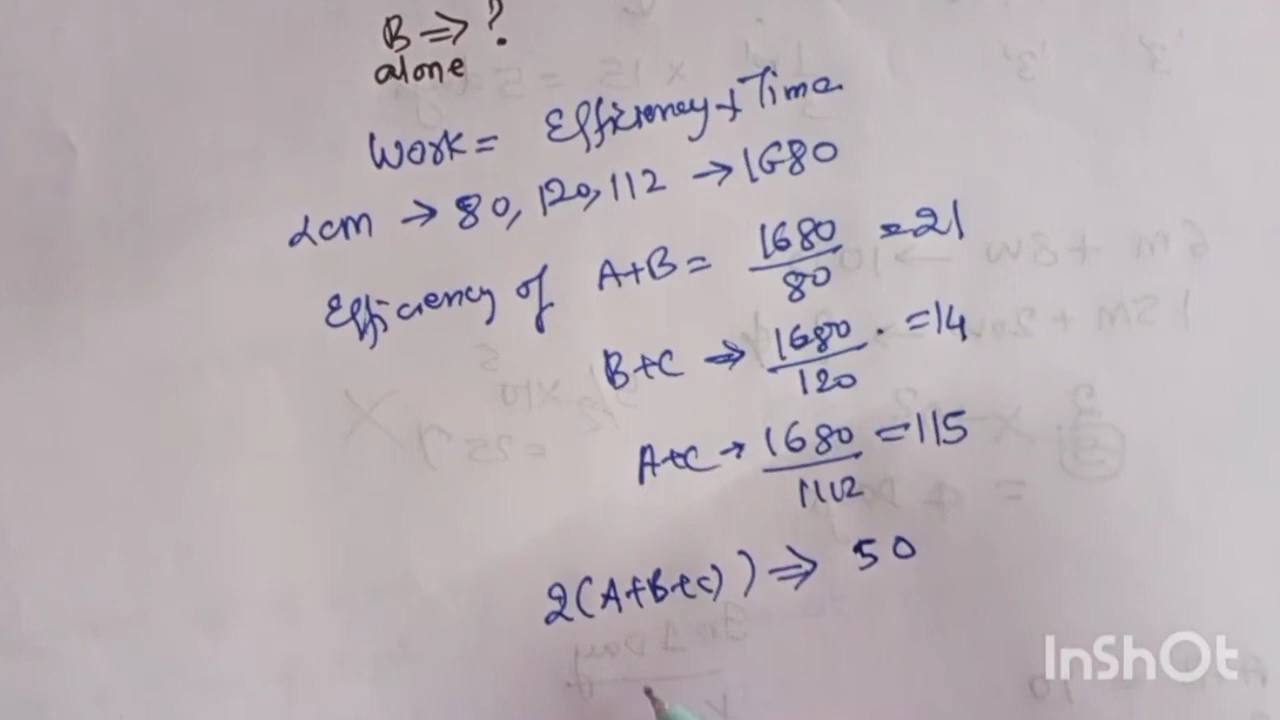 B ⇒ ?
alone
Work = Efficiency × Time
Lcm → 80, 120, 112 → 1680
Efficiency of A+B = 1680/80 = 21
B+C ⇒ 1680/120 . = 14
A+C → 1680/112 = 115
2(A+B+C)) ⇒ 50
InShOt